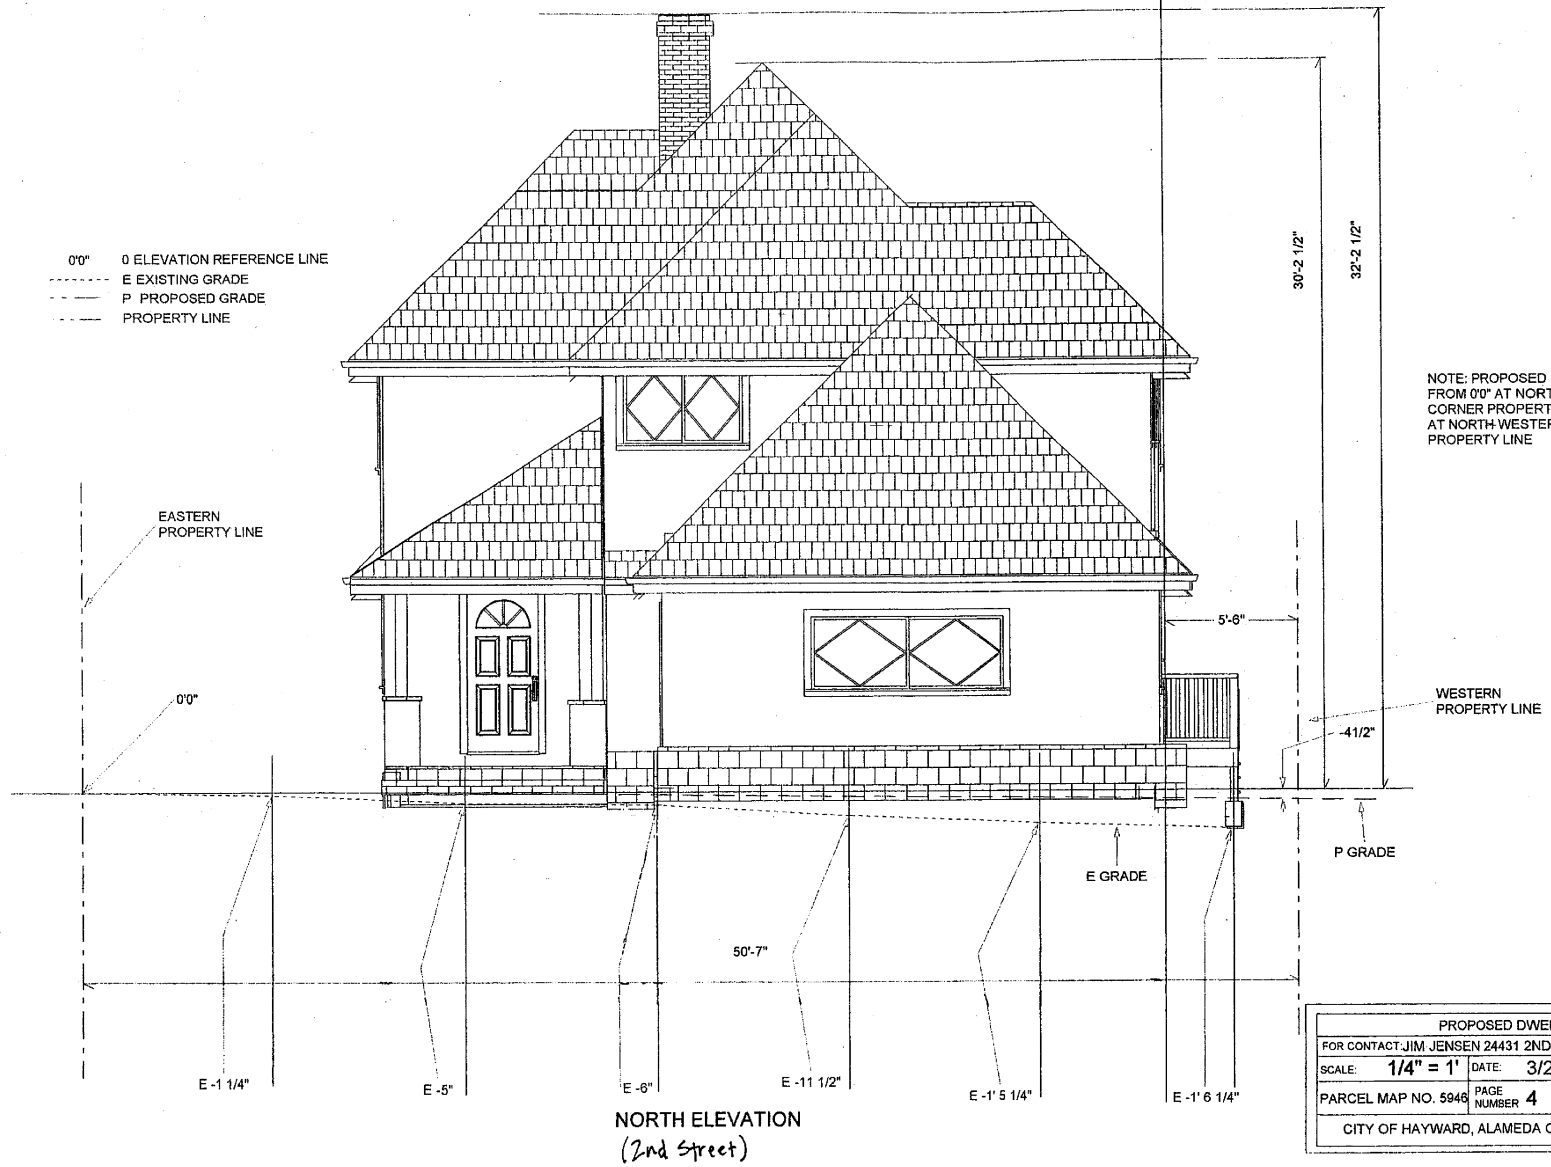 0'0" 0 ELEVATION REFERENCE LINE
E EXISTING GRADE
P PROPOSED GRADE
PROPERTY LINE
30'-2 1/2"
32'-2 1/2"
NOTE: PROPOSED
FROM 0'0" AT NORT
CORNER PROPERT
AT NORTH-WESTER
PROPERTY LINE
EASTERN
PROPERTY LINE
0'0"
5'-6"
WESTERN
PROPERTY LINE
-41/2"
P GRADE
E GRADE
50'-7"
E -1 1/4"
E -5"
E -6"
E -11 1/2"
E -1' 5 1/4"
E -1' 6 1/4"
NORTH ELEVATION
(2nd Street)
PROPOSED DWE
FOR CONTACT:JIM JENSEN 24431 2ND
SCALE: 1/4" = 1' DATE: 3/2
PARCEL MAP NO. 5946 PAGE NUMBER 4
CITY OF HAYWARD, ALAMEDA